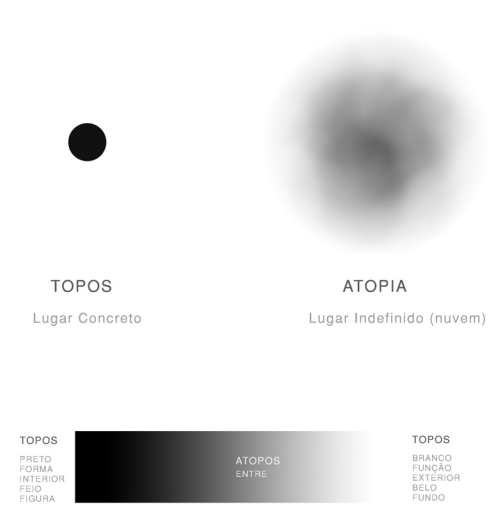 TOPOS
Lugar Concreto
ATOPIA
Lugar Indefinido (nuvem)
TOPOS
PRETO
FORMA
INTERIOR
FEIO
FIGURA
ATOPOS
ENTRE
TOPOS
BRANCO
FUNÇÃO
EXTERIOR
BELO
FUNDO